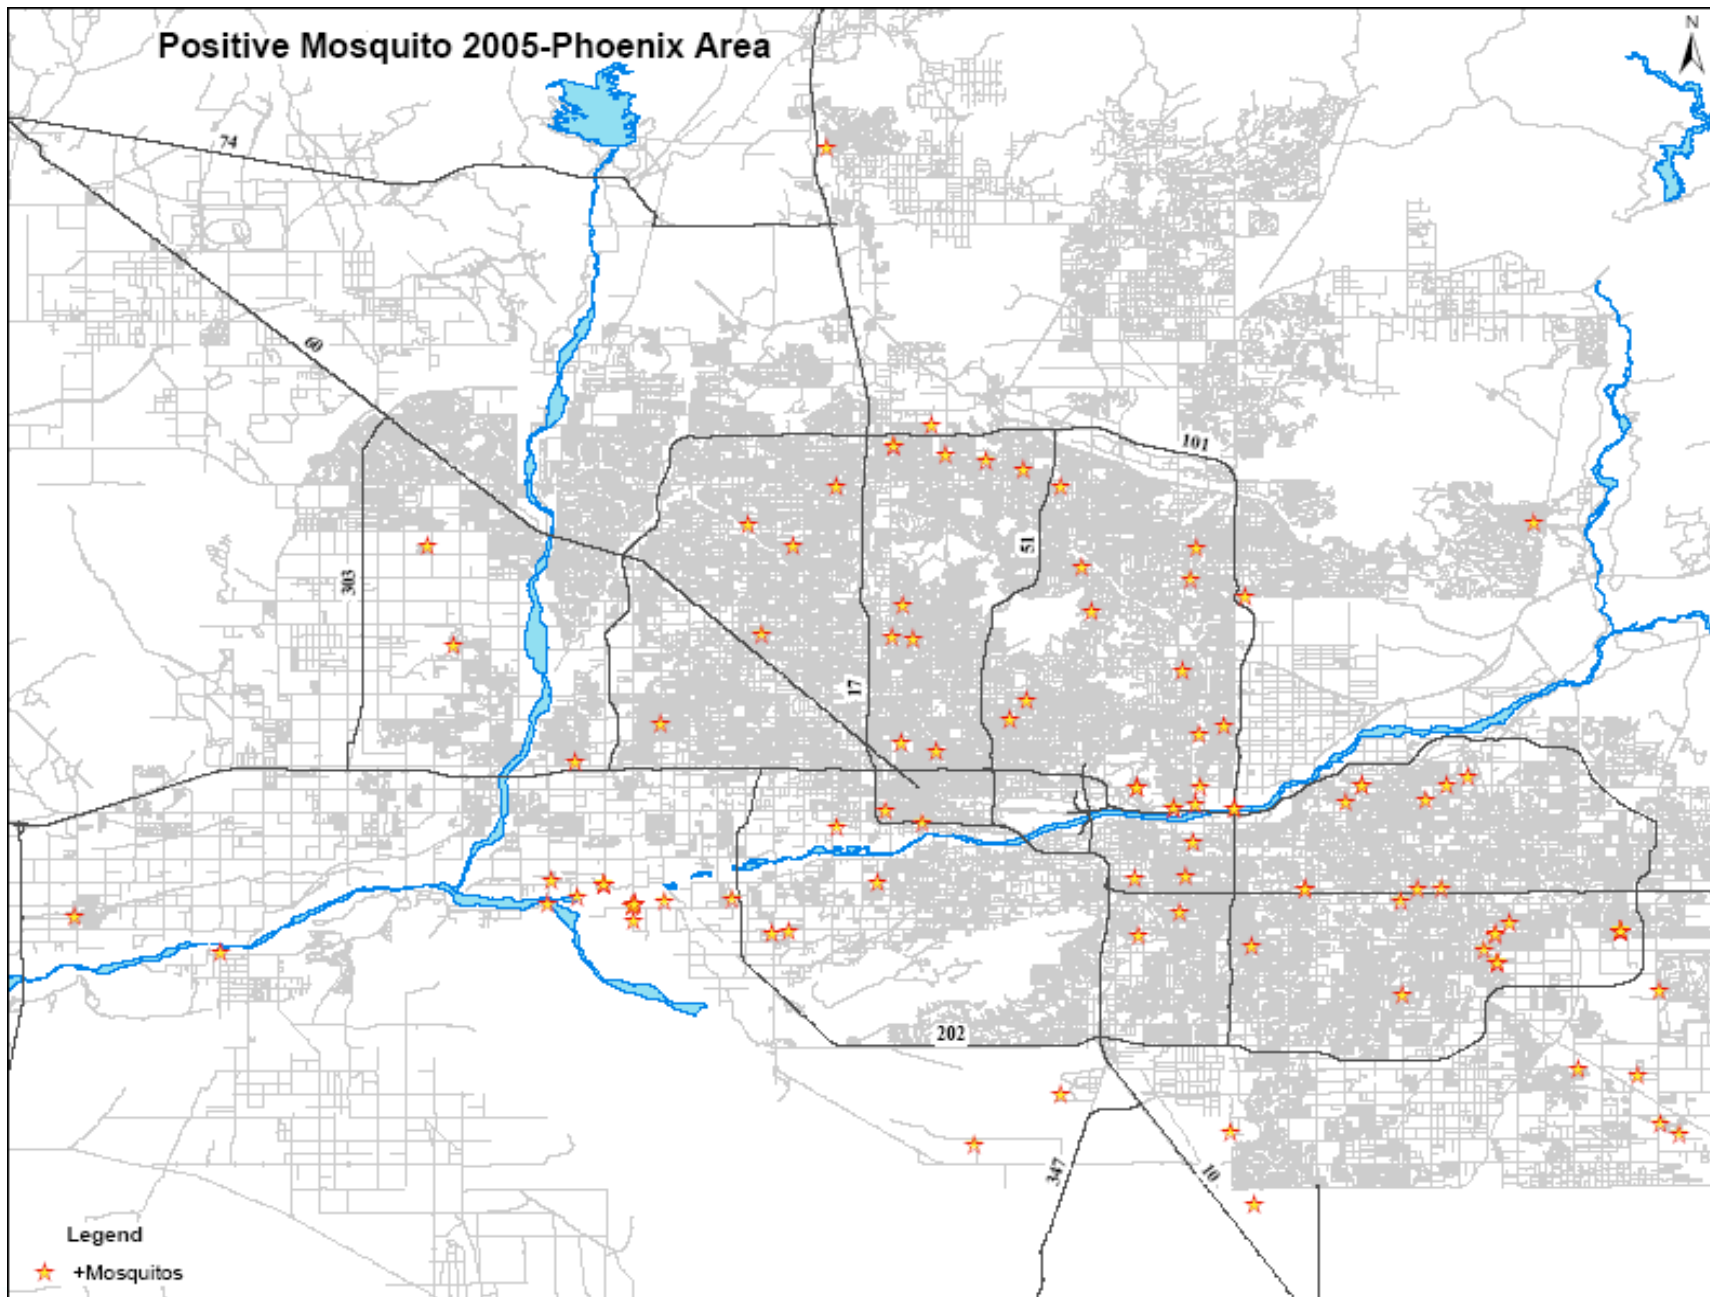 Positive Mosquito 2005-Phoenix Area
N
74
60
101
51
303
17
202
347
10
Legend
+Mosquitos